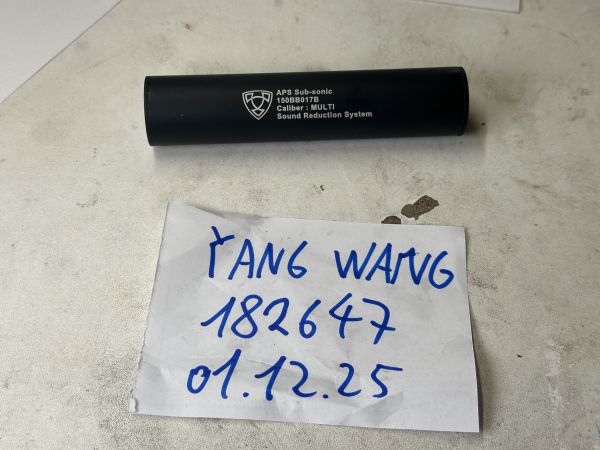 APS Sub-sonic
150BB017B
Caliber : MULTI
Sound Reduction System
YANG WANG
182647
01.12.25